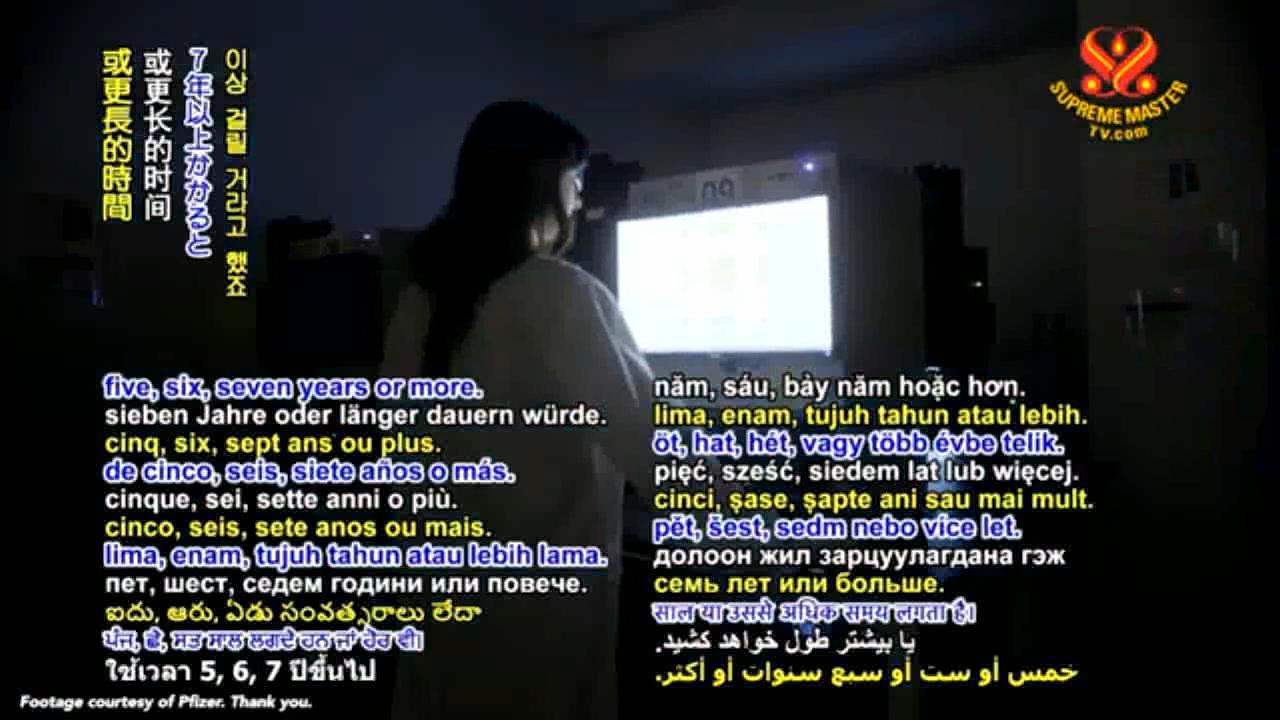 이상 걸릴 거라고 했죠
7年以上かかると
或更长的时间
或更長的時間
SUPREME MASTER
TV.com
09
five, six, seven years or more.
sieben Jahre oder länger dauern würde.
cinq, six, sept ans ou plus.
de cinco, seis, siete años o más.
cinque, sei, sette anni o più.
cinco, seis, sete anos ou mais.
lima, enam, tujuh tahun atau lebih lama.
пет, шест, седем години или повече.
ఐదు, ఆరు, ఏడు సంవత్సరాలు లేదా
ਪੰਜ, ਛੇ, ਸਤ ਸਾਲ ਲਗਦੇ ਹਨ ਜਾਂ ਹੋਰ ਵੀ।
ใช้เวลา 5, 6, 7 ปีขึ้นไป
năm, sáu, bảy năm hoặc hơn.
lima, enam, tujuh tahun atau lebih.
öt, hat, hét, vagy több évbe telik.
pięć, sześć, siedem lat lub więcej.
cinci, șase, șapte ani sau mai mult.
pět, šest, sedm nebo více let.
долоон жил зарцуулагдана гэж
семь лет или больше.
साल या उससे अधिक समय लगता है।
یا بیشتر طول خواهد کشید.
خمس أو ست أو سبع سنوات أو أكثر.
Footage courtesy of Pfizer. Thank you.